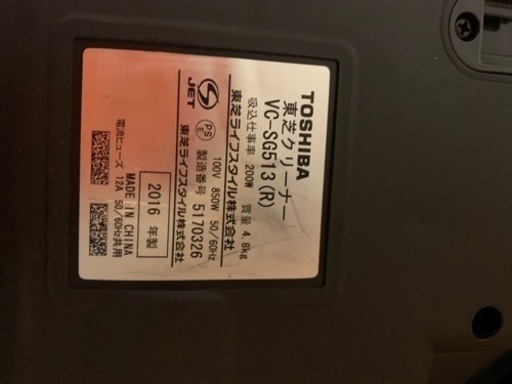 TOSHIBA
東芝クリーナー
VC-SG513(R)
吸込仕事率 200W 質量 4.8kg
東芝ライフスタイル株式会社
100V 850W 50/60Hz
製造番号 5170326
東芝ライフスタイル株式会社
JET
PS
E
2016 年製
MADE IN CHINA
電流ヒューズ 12A 50/60Hz共用